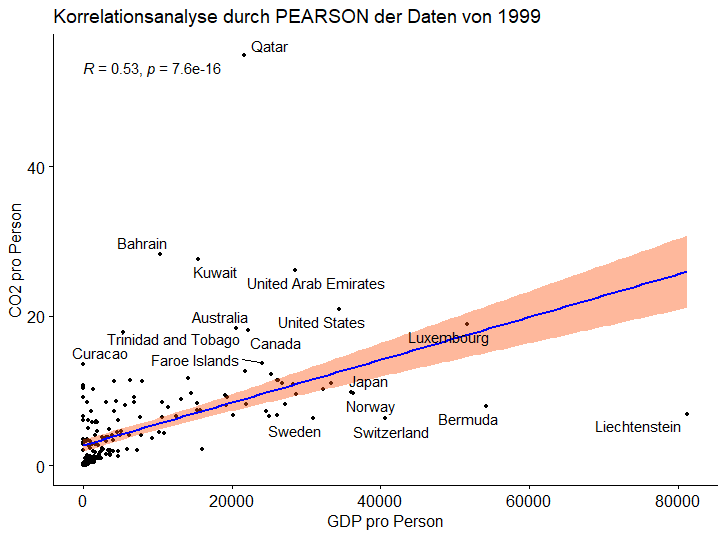 Korrelationsanalyse durch PEARSON der Daten von 1999
Qatar
R = 0.53, p = 7.6e-16
40
Bahrain
Kuwait
United Arab Emirates
CO2 pro Person
20
Australia
United States
Trinidad and Tobago
Canada
Luxembourg
Curacao
Faroe Islands
Japan
Norway
Bermuda
Sweden
Switzerland
Liechtenstein
0
0 20000 40000 60000 80000
GDP pro Person